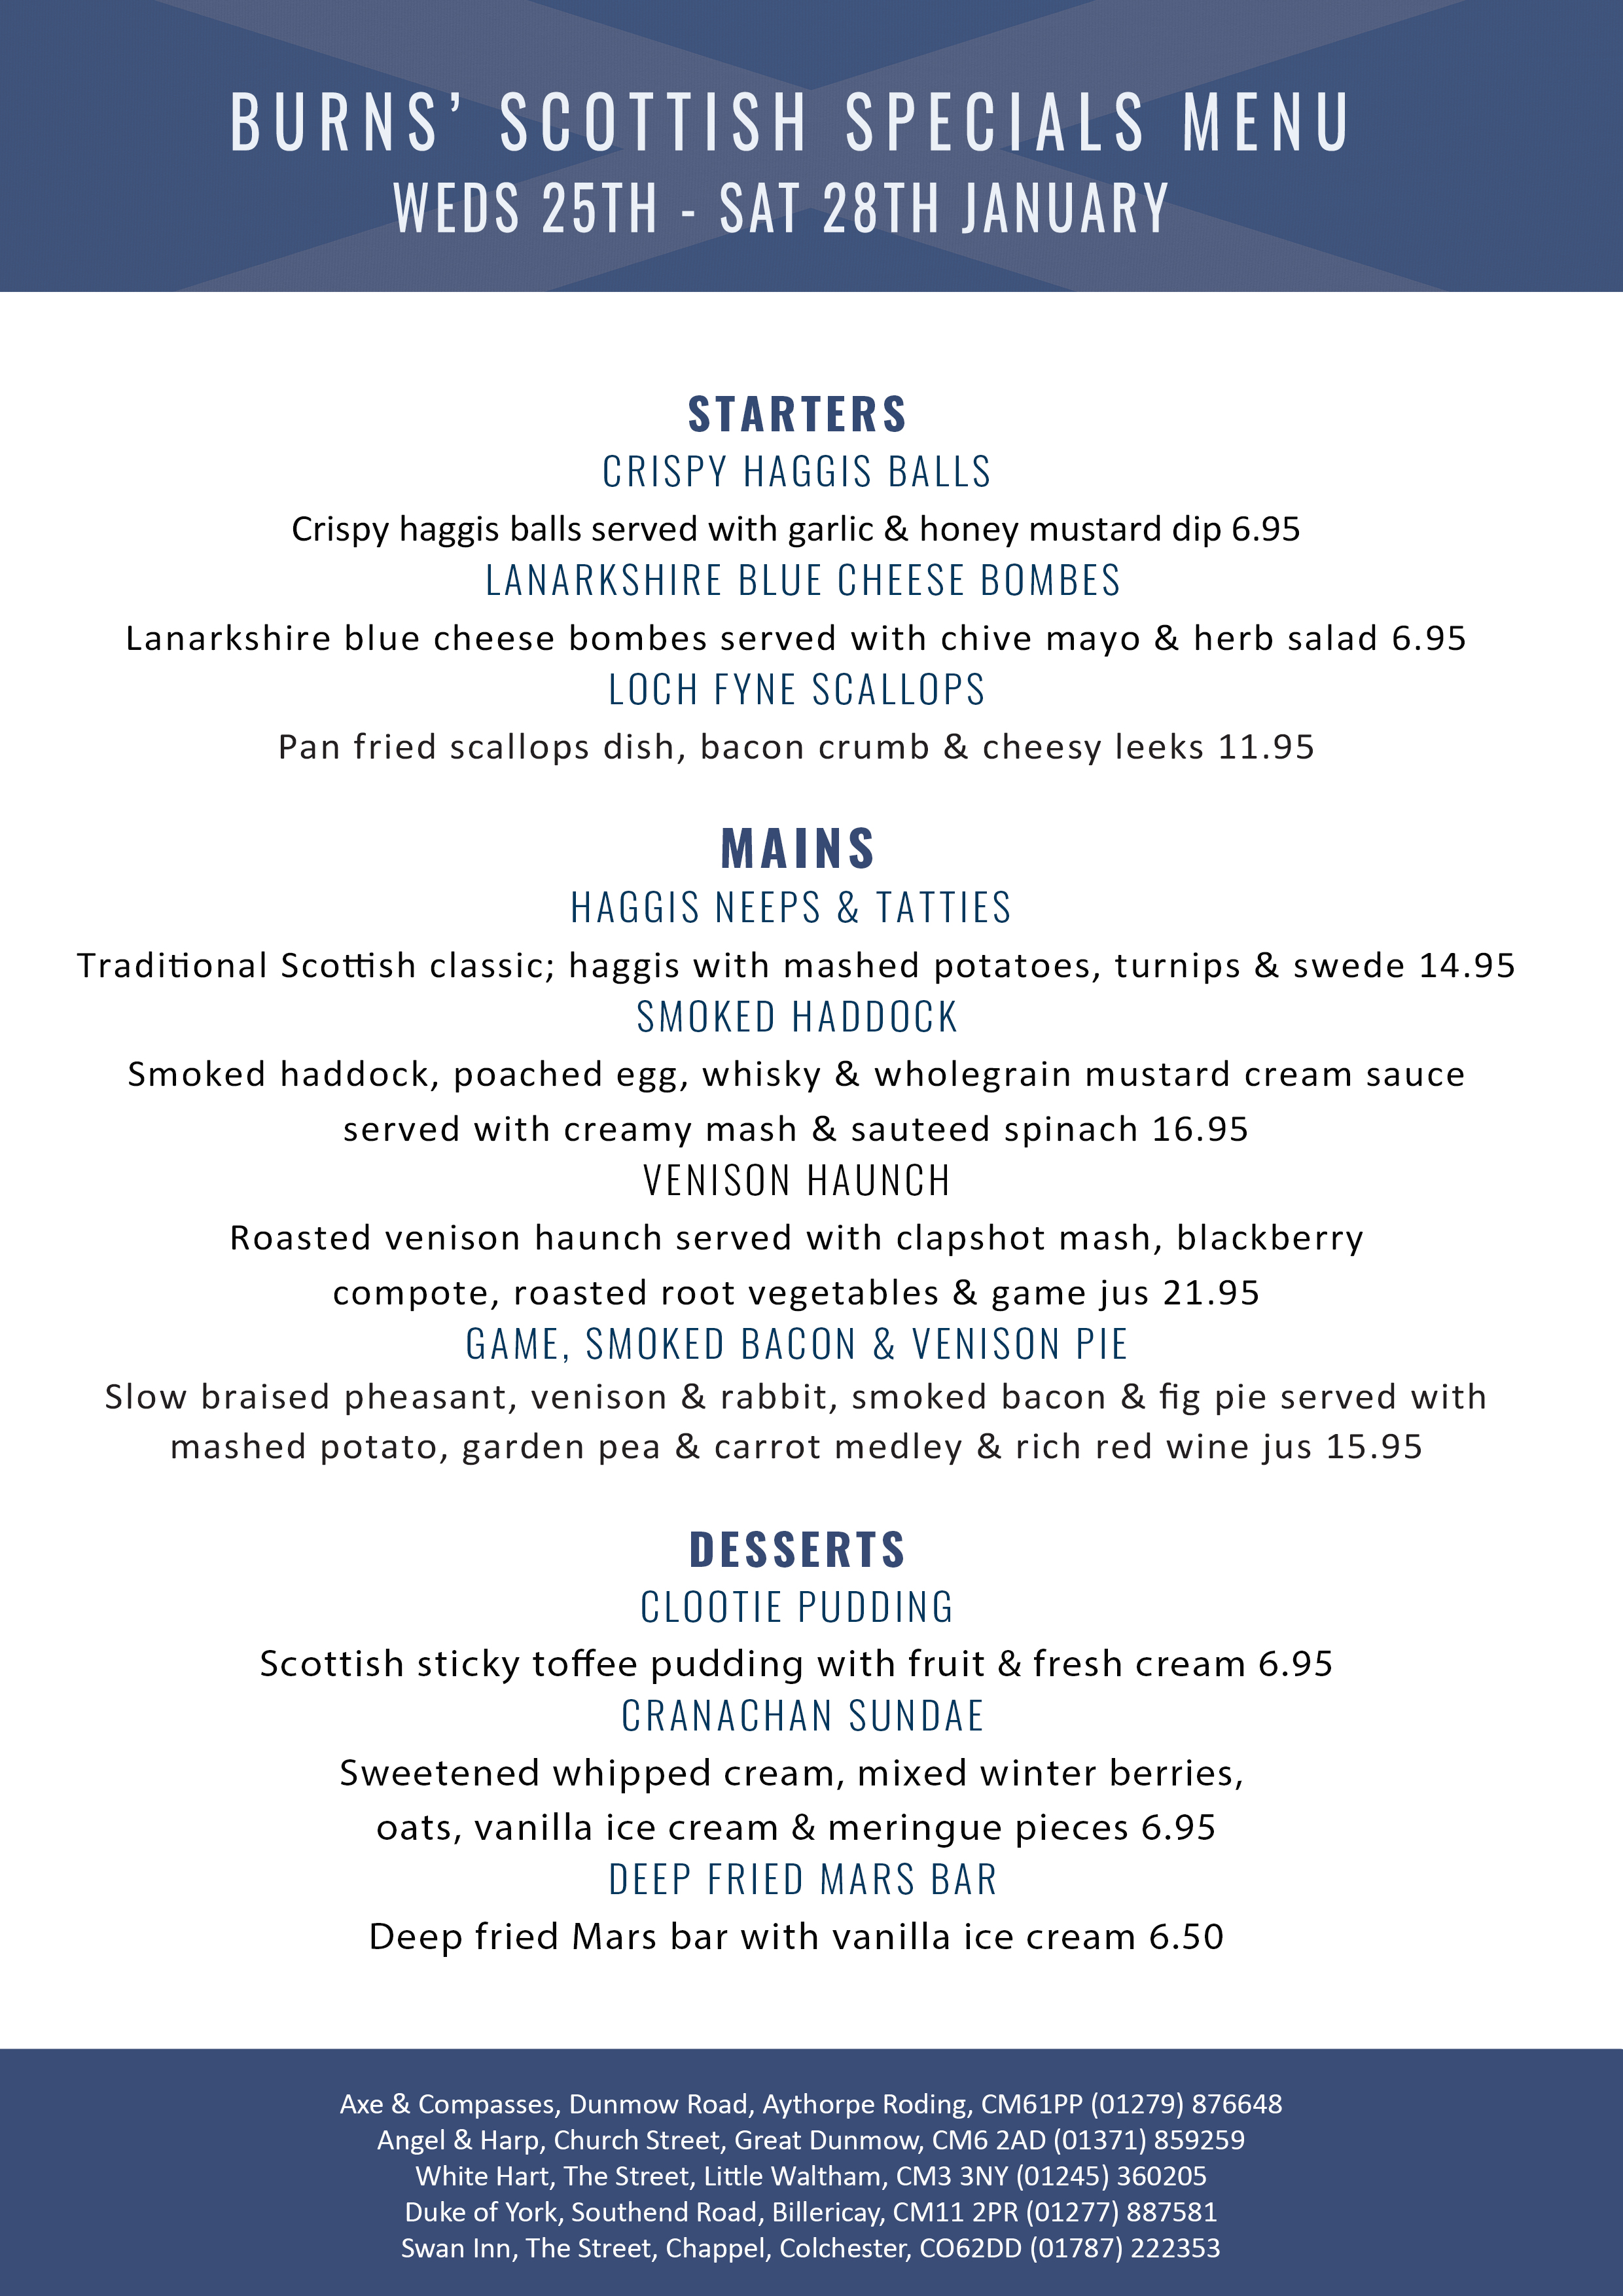 BURNS’ SCOTTISH SPECIALS MENU
WEDS 25TH - SAT 28TH JANUARY
STARTERS
CRISPY HAGGIS BALLS
Crispy haggis balls served with garlic & honey mustard dip 6.95
LANARKSHIRE BLUE CHEESE BOMBES
Lanarkshire blue cheese bombes served with chive mayo & herb salad 6.95
LOCH FYNE SCALLOPS
Pan fried scallops dish, bacon crumb & cheesy leeks 11.95
MAINS
HAGGIS NEEPS & TATTIES
Traditional Scottish classic; haggis with mashed potatoes, turnips & swede 14.95
SMOKED HADDOCK
Smoked haddock, poached egg, whisky & wholegrain mustard cream sauce
served with creamy mash & sauteed spinach 16.95
VENISON HAUNCH
Roasted venison haunch served with clapshot mash, blackberry
compote, roasted root vegetables & game jus 21.95
GAME, SMOKED BACON & VENISON PIE
Slow braised pheasant, venison & rabbit, smoked bacon & fig pie served with
mashed potato, garden pea & carrot medley & rich red wine jus 15.95
DESSERTS
CLOOTIE PUDDING
Scottish sticky toffee pudding with fruit & fresh cream 6.95
CRANACHAN SUNDAE
Sweetened whipped cream, mixed winter berries,
oats, vanilla ice cream & meringue pieces 6.95
DEEP FRIED MARS BAR
Deep fried Mars bar with vanilla ice cream 6.50
Axe & Compasses, Dunmow Road, Aythorpe Roding, CM61PP (01279) 876648
Angel & Harp, Church Street, Great Dunmow, CM6 2AD (01371) 859259
White Hart, The Street, Little Waltham, CM3 3NY (01245) 360205
Duke of York, Southend Road, Billericay, CM11 2PR (01277) 887581
Swan Inn, The Street, Chappel, Colchester, CO62DD (01787) 222353